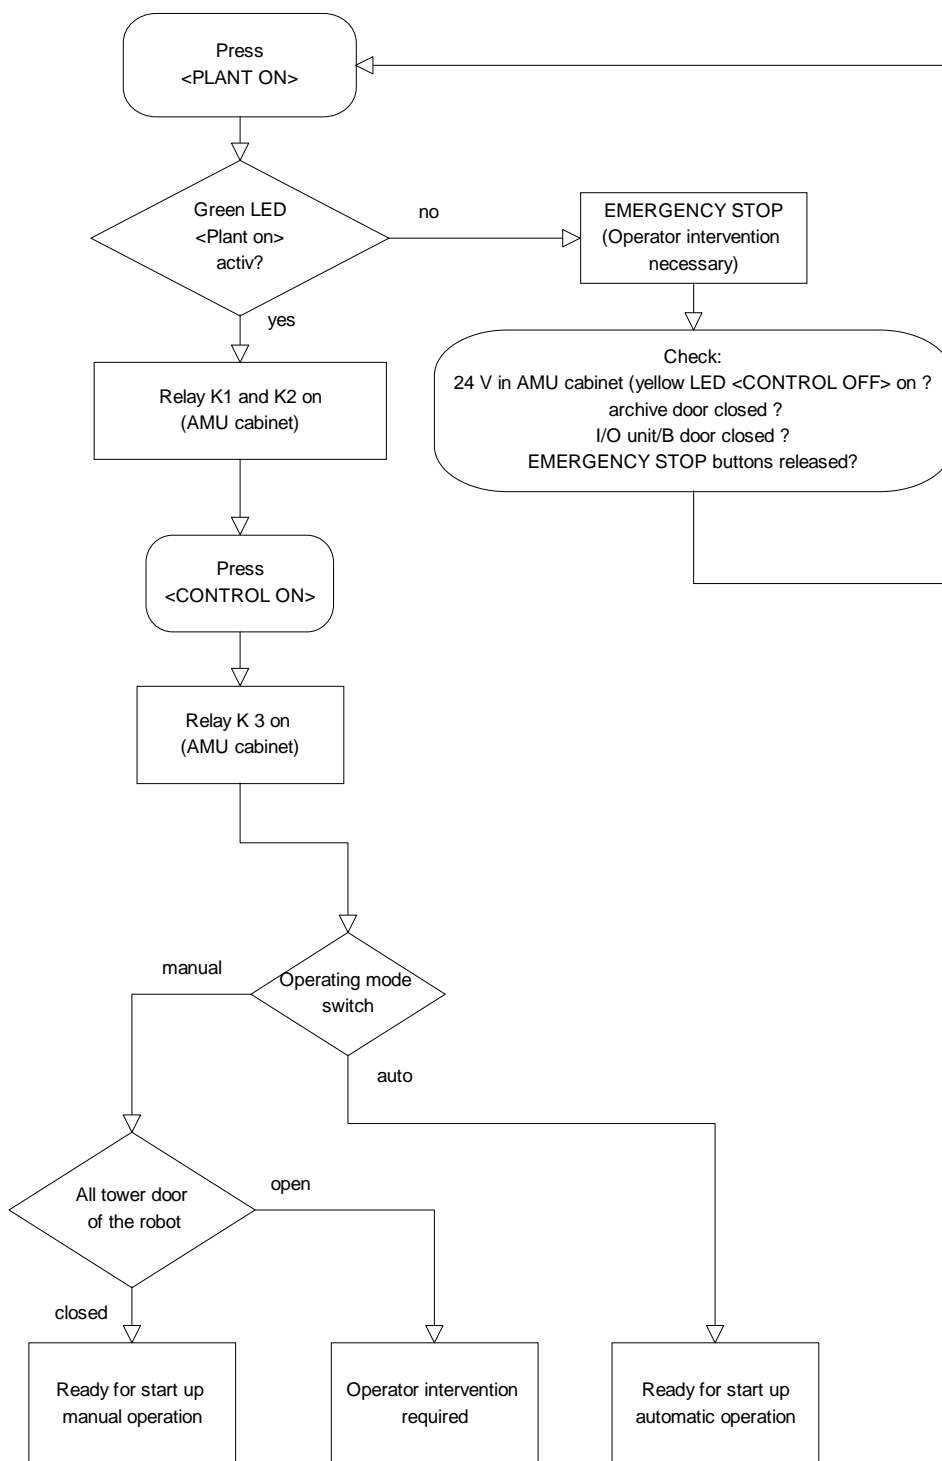 Press
<PLANT ON>
Green LED
<Plant on>
activ?
no
EMERGENCY STOP
(Operator intervention
necessary)
yes
Check:
24 V in AMU cabinet (yellow LED <CONTROL OFF> on ?
archive door closed ?
I/O unit/B door closed ?
EMERGENCY STOP buttons released?
Relay K1 and K2 on
(AMU cabinet)
Press
<CONTROL ON>
Relay K 3 on
(AMU cabinet)
manual
Operating mode
switch
auto
All tower door
of the robot
open
closed
Ready for start up
manual operation
Operator intervention
required
Ready for start up
automatic operation